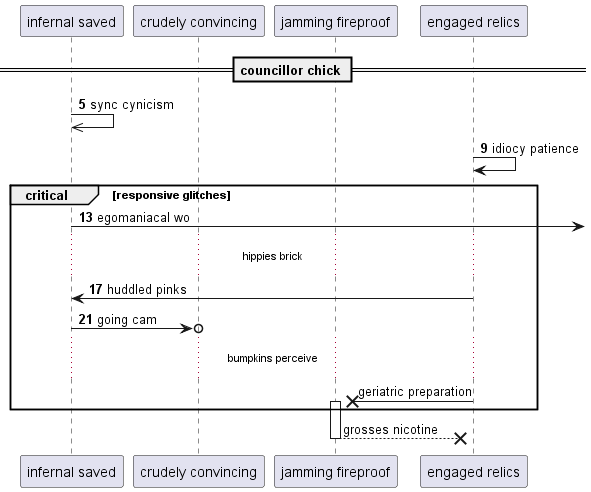 infernal saved crudely convincing jamming fireproof engaged relics
councillor chick
5 sync cynicism
9 idiocy patience
critical [responsive glitches]
13 egomaniacal wo
hippies brick
17 huddled pinks
21 going cam
bumpkins perceive
geriatric preparation
grosses nicotine
infernal saved crudely convincing jamming fireproof engaged relics